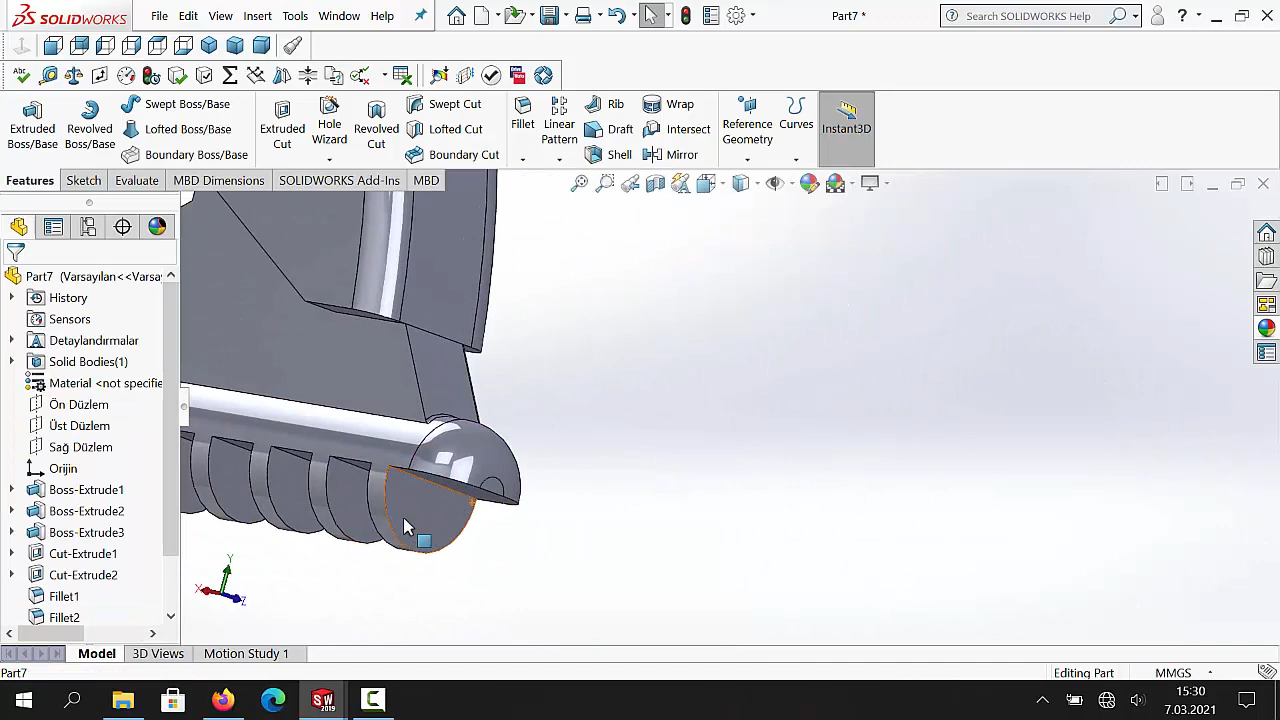 SOLIDWORKS
File Edit View Insert Tools Window Help
Part7 *
Search SOLIDWORKS Help
Extruded Boss/Base
Revolved Boss/Base
Swept Boss/Base
Lofted Boss/Base
Boundary Boss/Base
Extruded Cut
Hole Wizard
Revolved Cut
Swept Cut
Lofted Cut
Boundary Cut
Fillet
Linear Pattern
Rib
Draft
Shell
Wrap
Intersect
Mirror
Reference Geometry
Curves
Instant3D
Features Sketch Evaluate MBD Dimensions SOLIDWORKS Add-Ins MBD
Part7 (Varsayılan<<Varsa
History
Sensors
Detaylandırmalar
Solid Bodies(1)
Material <not specifie
Ön Düzlem
Üst Düzlem
Sağ Düzlem
Orijin
Boss-Extrude1
Boss-Extrude2
Boss-Extrude3
Cut-Extrude1
Cut-Extrude2
Fillet1
Fillet2
Y
X
Z
Model 3D Views Motion Study 1
Part7
Editing Part
MMGS
SW
2019
15:30
7.03.2021